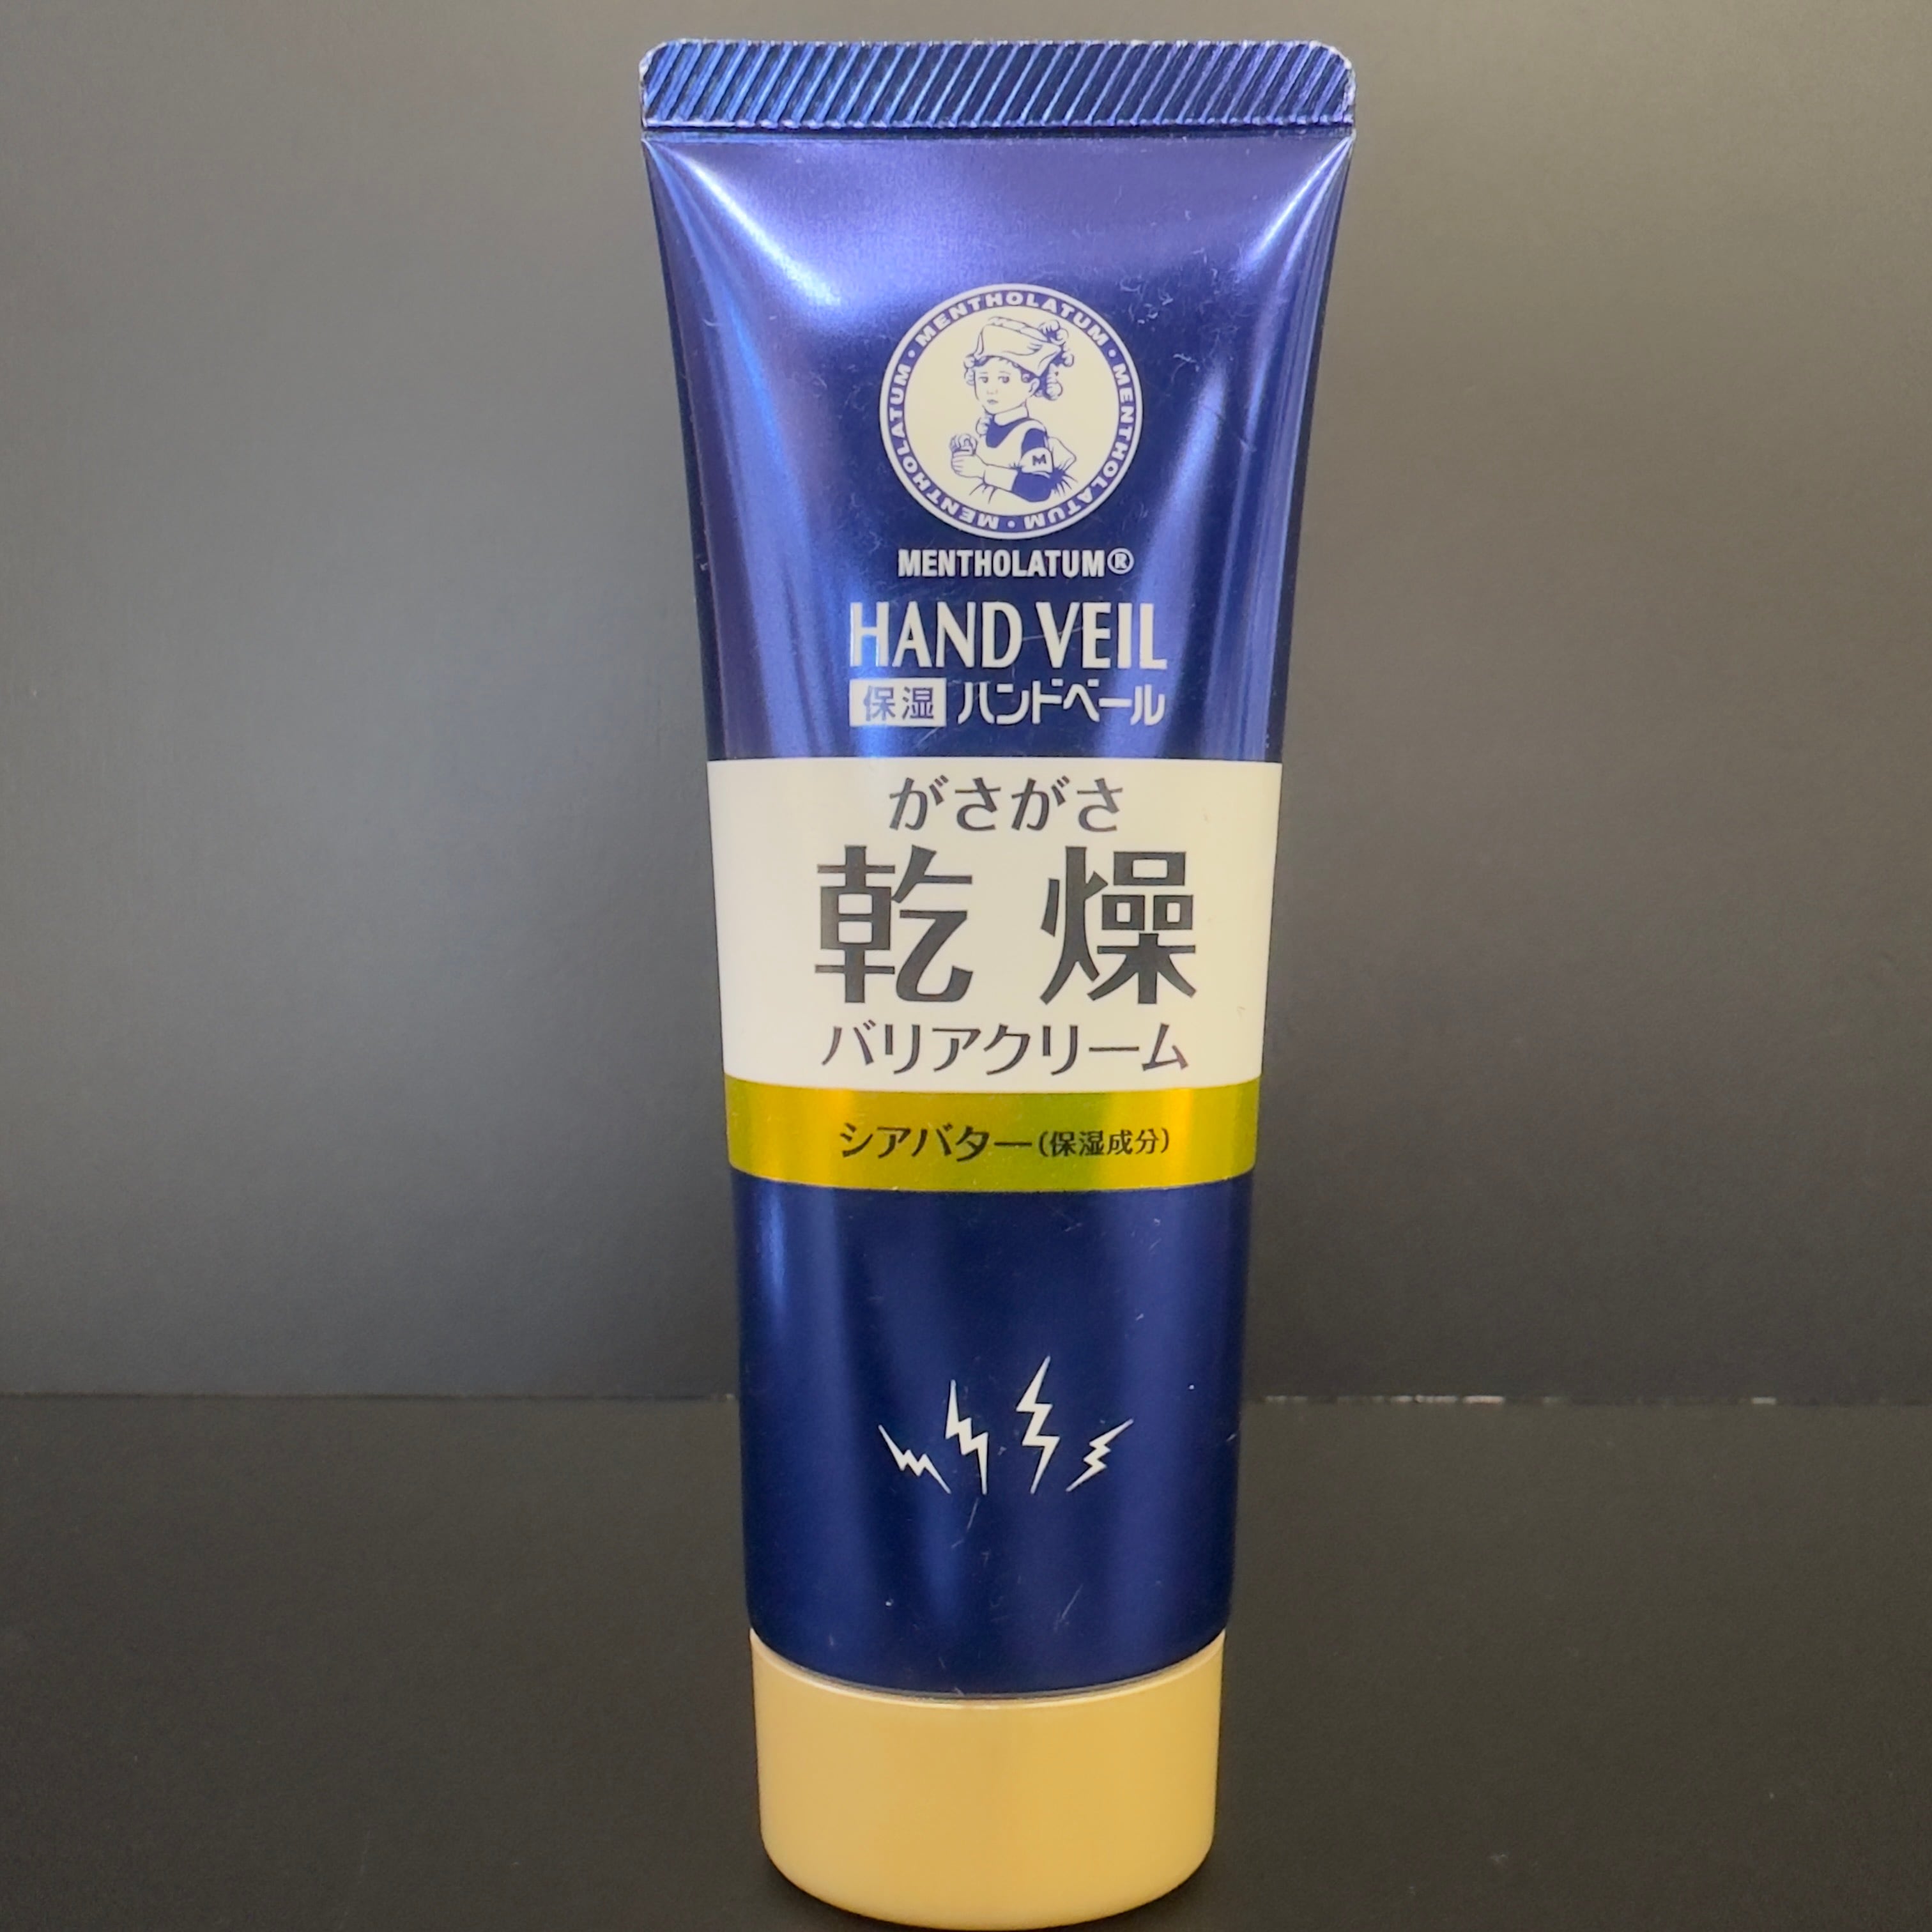 MENTHOLATUM・MENTHOLATUM・MENTHOLATUM・MENTHOLATUM・
M
MENTHOLATUM®
HAND VEIL
保湿 ハンドベール
がさがさ
乾燥
バリアクリーム
シアバター(保湿成分)